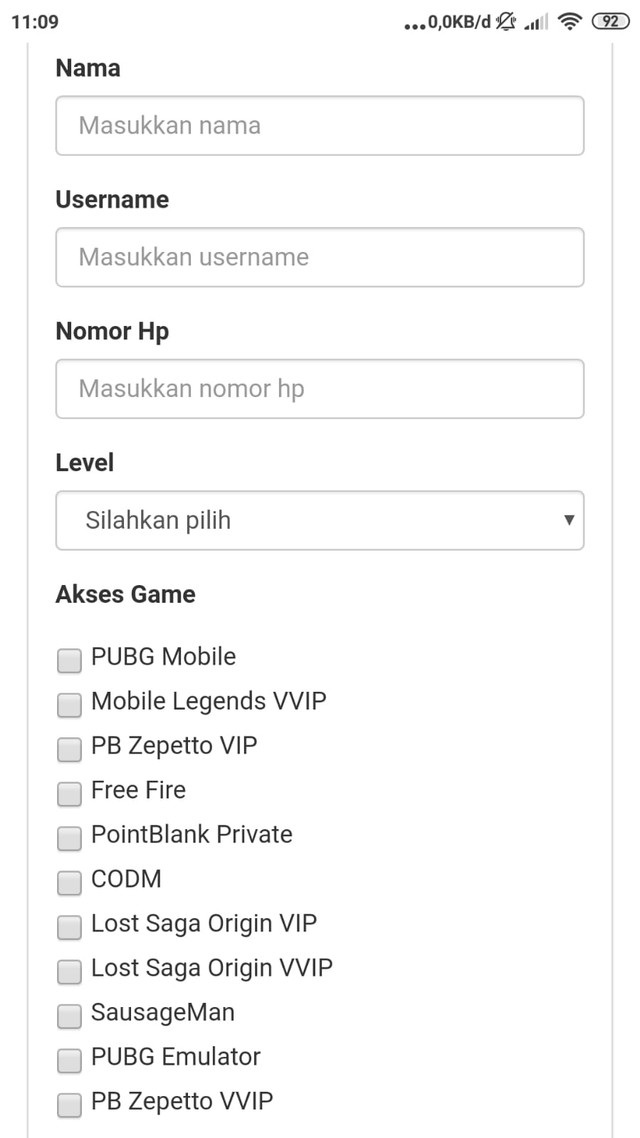 11:09 ...0,0KB/d 92
Nama
Masukkan nama
Username
Masukkan username
Nomor Hp
Masukkan nomor hp
Level
Silahkan pilih
Akses Game
PUBG Mobile
Mobile Legends VVIP
PB Zepetto VIP
Free Fire
PointBlank Private
CODM
Lost Saga Origin VIP
Lost Saga Origin VVIP
SausageMan
PUBG Emulator
PB Zepetto VVIP